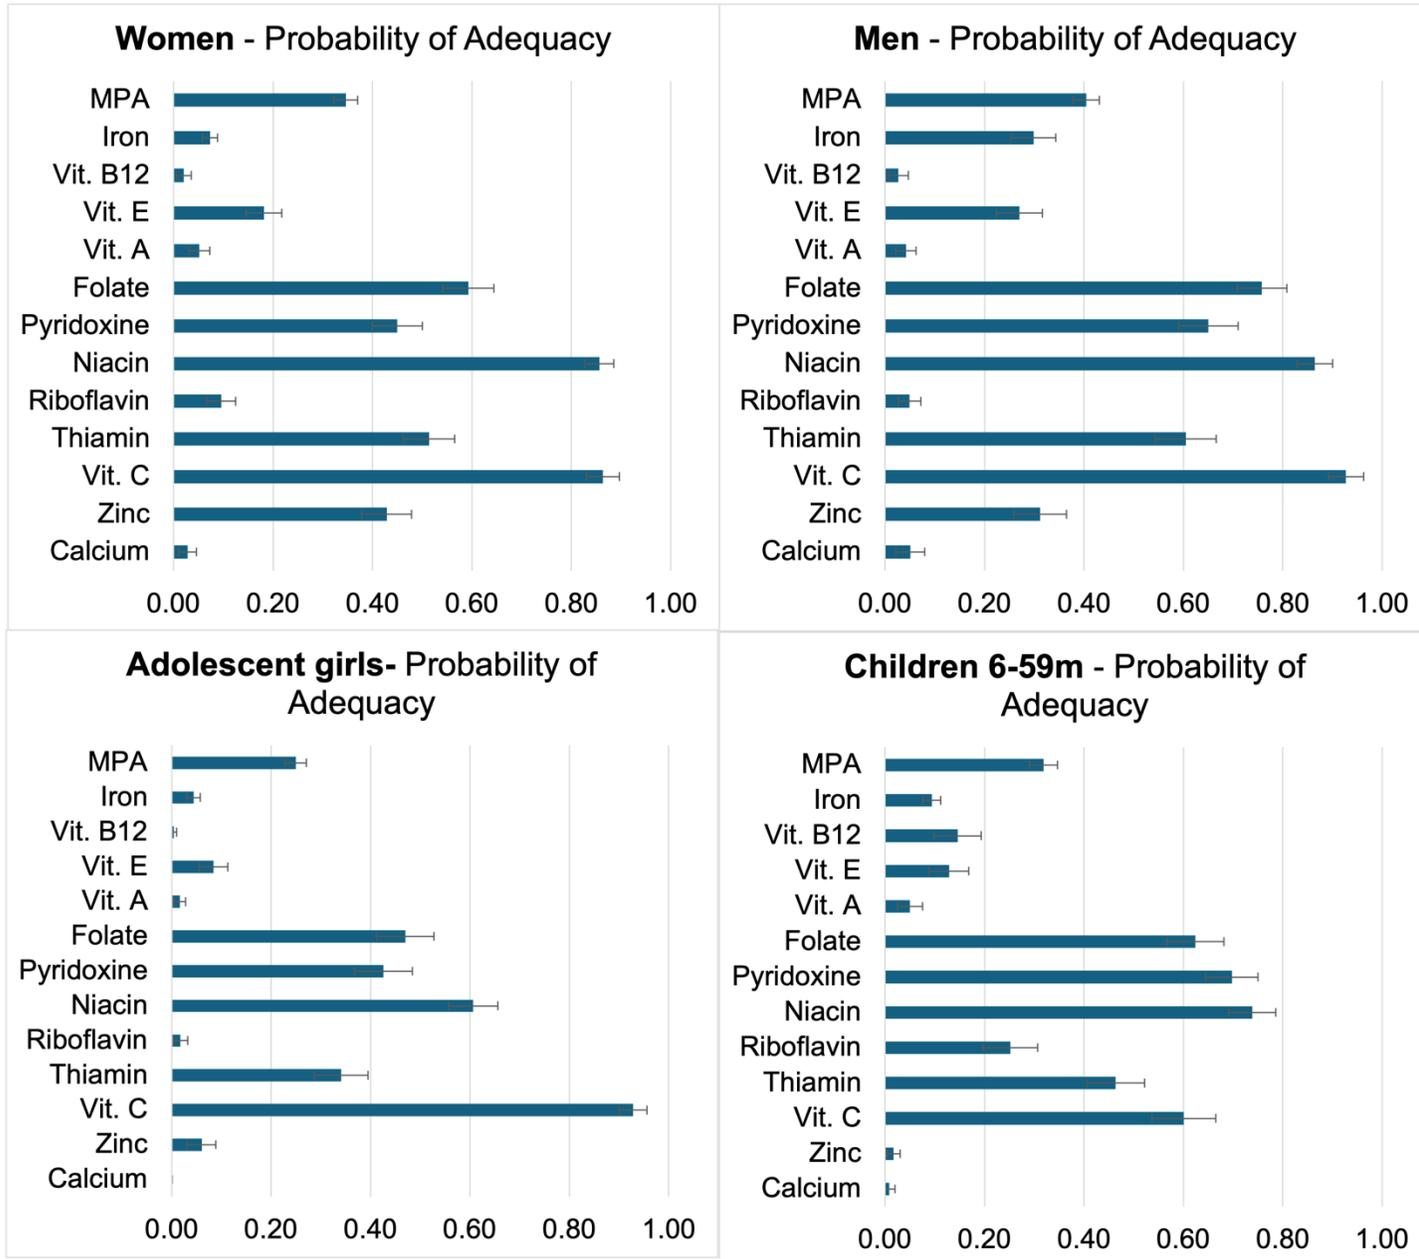 Women - Probability of Adequacy
MPA
Iron
Vit. B12
Vit. E
Vit. A
Folate
Pyridoxine
Niacin
Riboflavin
Thiamin
Vit. C
Zinc
Calcium
0.00 0.20 0.40 0.60 0.80 1.00
Men - Probability of Adequacy
MPA
Iron
Vit. B12
Vit. E
Vit. A
Folate
Pyridoxine
Niacin
Riboflavin
Thiamin
Vit. C
Zinc
Calcium
0.00 0.20 0.40 0.60 0.80 1.00
Adolescent girls- Probability of
Adequacy
MPA
Iron
Vit. B12
Vit. E
Vit. A
Folate
Pyridoxine
Niacin
Riboflavin
Thiamin
Vit. C
Zinc
Calcium
0.00 0.20 0.40 0.60 0.80 1.00
Children 6-59m - Probability of
Adequacy
MPA
Iron
Vit. B12
Vit. E
Vit. A
Folate
Pyridoxine
Niacin
Riboflavin
Thiamin
Vit. C
Zinc
Calcium
0.00 0.20 0.40 0.60 0.80 1.00